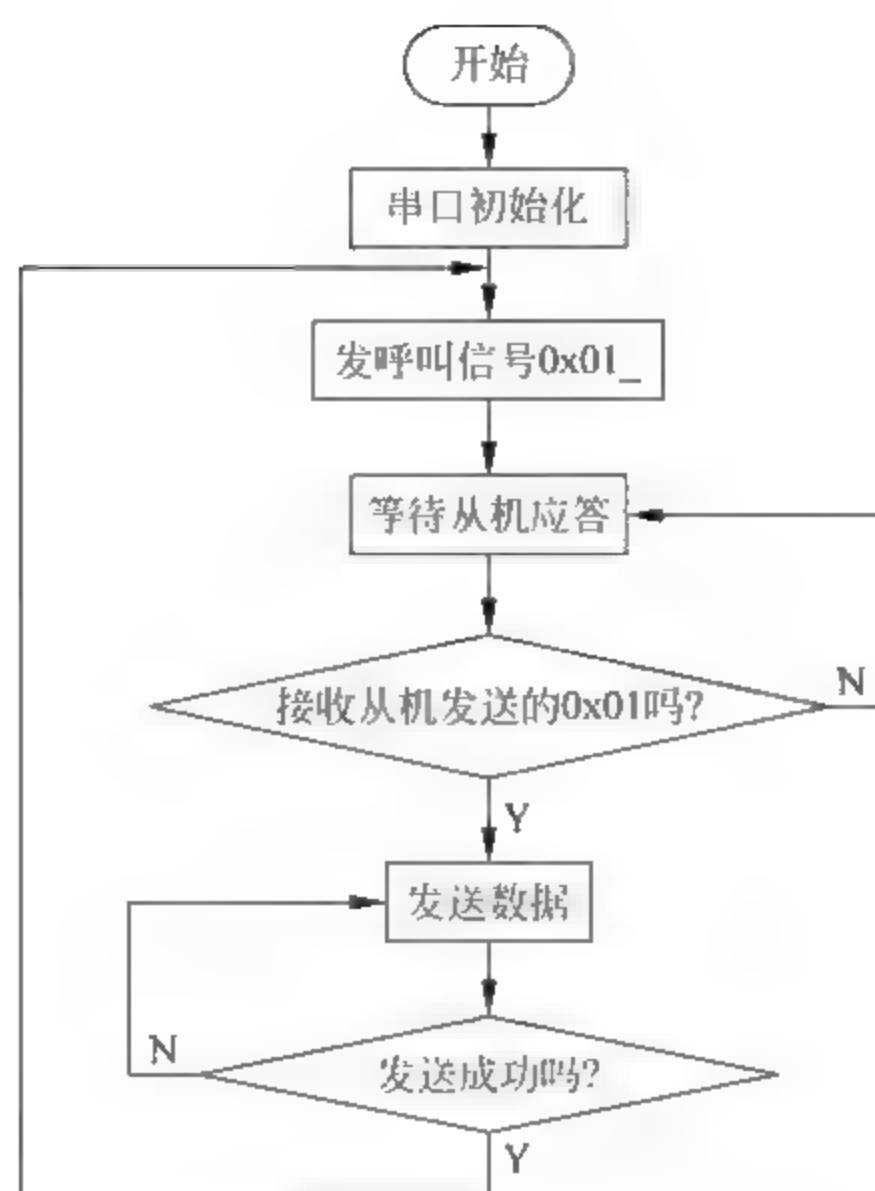 开始
串口初始化
发呼叫信号0x01_
等待从机应答
接收从机发送的0x01吗?
N
Y
发送数据
N
发送成功吗?
Y